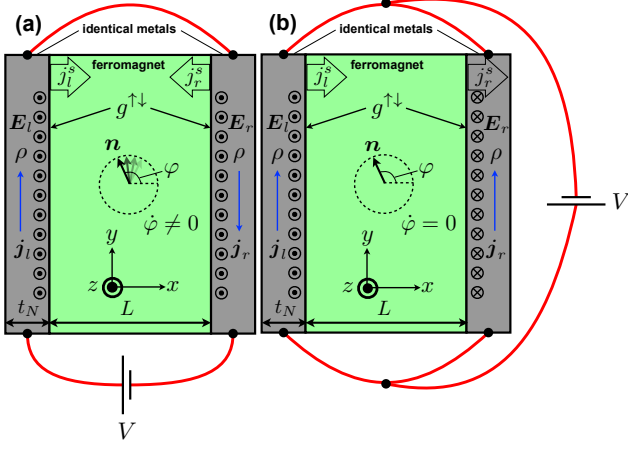 (a)
identical metals
ferromagnet
j_l^s
j_r^s
g^{↑↓}
E_l
E_r
n
ρ
φ
ρ
φ̇ ≠ 0
j_l
y
j_r
z
x
t_N
L
V
(b)
identical metals
ferromagnet
j_l^s
j_r^s
g^{↑↓}
E_l
E_r
n
ρ
φ
ρ
V
φ̇ = 0
j_l
y
j_r
z
x
t_N
L